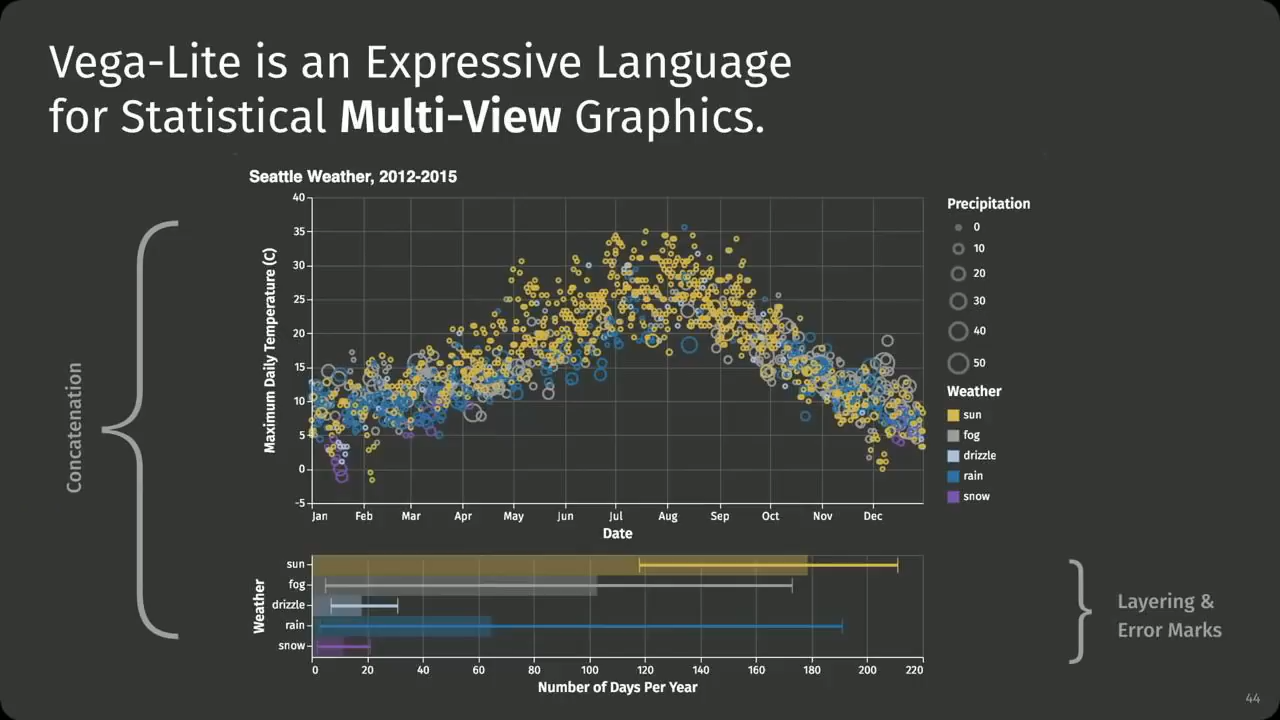 Vega-Lite is an Expressive Language
for Statistical Multi-View Graphics.
Seattle Weather, 2012-2015
Concatenation
Maximum Daily Temperature (C)
40
35
30
25
20
15
10
5
0
-5
Jan Feb Mar Apr May Jun Jul Aug Sep Oct Nov Dec
Date
Precipitation
0
10
20
30
40
50
Weather
sun
fog
drizzle
rain
snow
Weather
sun
fog
drizzle
rain
snow
0 20 40 60 80 100 120 140 160 180 200 220
Number of Days Per Year
Layering &
Error Marks
44